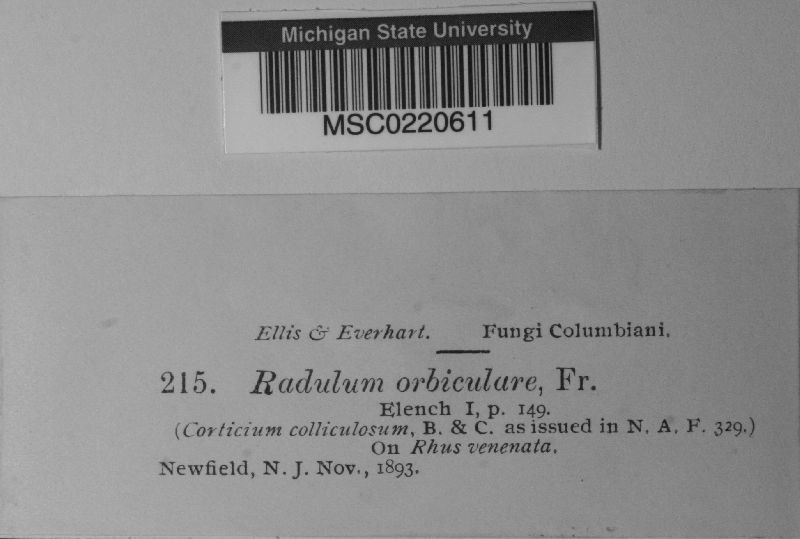 Michigan State University
MSC0220611
Ellis & Everhart. Fungi Columbiani.
215. Radulum orbiculare, Fr.
Elench I, p. 149.
(Corticium colliculosum, B. & C. as issued in N. A. F. 329.)
On Rhus venenata.
Newfield, N. J. Nov., 1893.